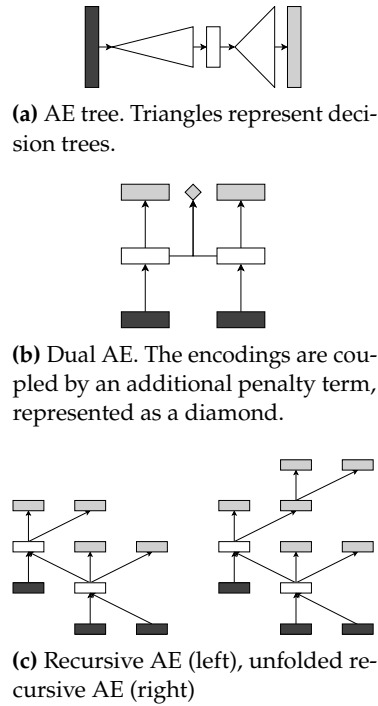 (a) AE tree. Triangles represent deci-
sion trees.
(b) Dual AE. The encodings are cou-
pled by an additional penalty term,
represented as a diamond.
(c) Recursive AE (left), unfolded re-
cursive AE (right)